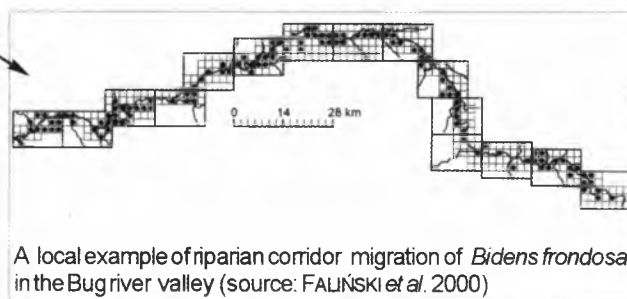 0 14 28 km
A local example of riparian corridor migration of Bidens frondosa
in the Bug river valley (source: FALIŃSKI et al. 2000)